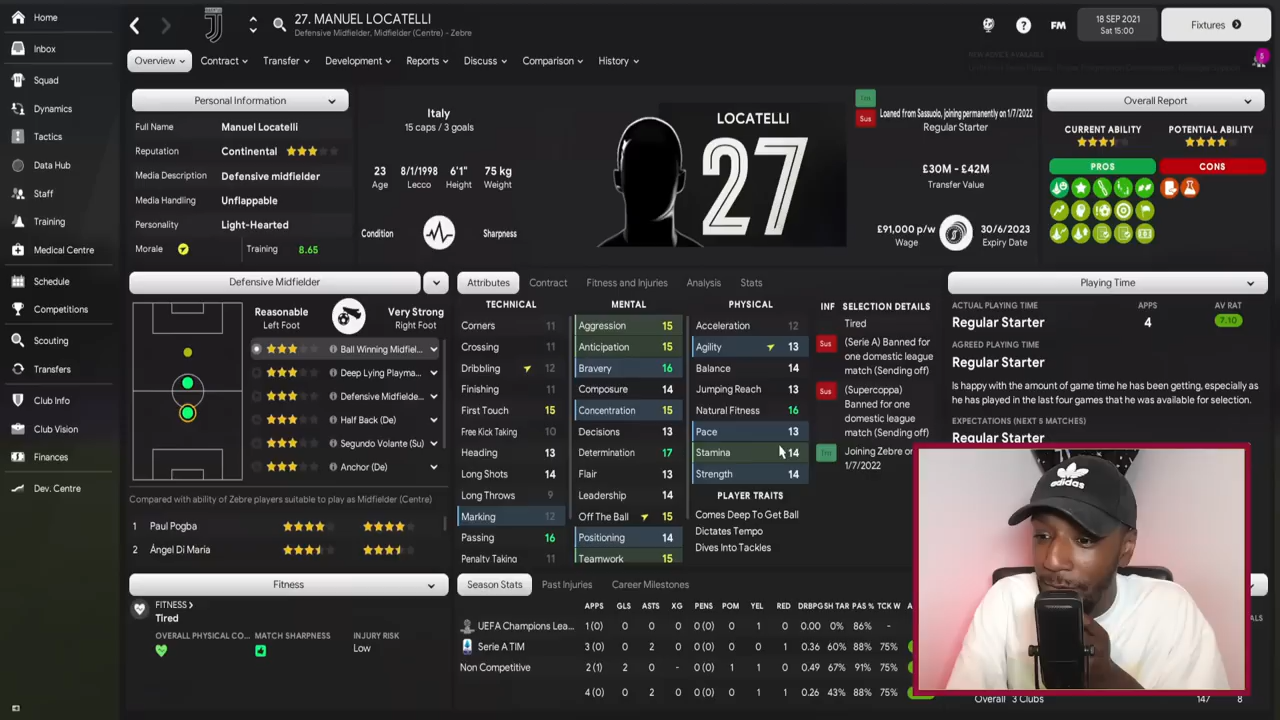 Home
Inbox
Squad
Dynamics
Tactics
Data Hub
Staff
Training
Medical Centre
Schedule
Competitions
Scouting
Transfers
Club Info
Club Vision
Finances
Dev. Centre
27. MANUEL LOCATELLI
Defensive Midfielder, Midfielder (Centre) - Zebre
FM
18 SEP 2021
Sat 15:00
Fixtures
Overview
Contract
Transfer
Development
Reports
Discuss
Comparison
History
Personal Information
Full Name Manuel Locatelli
Reputation Continental
Media Description Defensive midfielder
Media Handling Unflappable
Personality Light-Hearted
Morale Training 8.65
Italy
15 caps / 3 goals
23 8/1/1998 6'1" 75 kg
Age Lecco Height Weight
Condition Sharpness
LOCATELLI
27
Sus
Loaned from Sassuolo, joining permanently on 1/7/2022
Regular Starter
£30M - £42M
Transfer Value
£91,000 p/w
Wage
30/6/2023
Expiry Date
Overall Report
CURRENT ABILITY POTENTIAL ABILITY
PROS CONS
Defensive Midfielder
Reasonable
Left Foot
Very Strong
Right Foot
Ball Winning Midfiel...
Deep Lying Playma...
Defensive Midfielde...
Half Back (De)
Segundo Volante (Su)
Anchor (De)
Compared with ability of Zebre players suitable to play as Midfielder (Centre)
1 Paul Pogba
2 Ángel Di María
Fitness
FITNESS >
Tired
OVERALL PHYSICAL CO... MATCH SHARPNESS INJURY RISK
Low
Attributes Contract Fitness and Injuries Analysis Stats
TECHNICAL
Corners 11
Crossing 11
Dribbling 12
Finishing 11
First Touch 15
Free Kick Taking 10
Heading 13
Long Shots 14
Long Throws 9
Marking 12
Passing 16
Penalty Taking 11
MENTAL
Aggression 15
Anticipation 15
Bravery 16
Composure 14
Concentration 15
Decisions 13
Determination 17
Flair 13
Leadership 14
Off The Ball 15
Positioning 14
Teamwork 15
PHYSICAL
Acceleration 12
Agility 13
Balance 14
Jumping Reach 13
Natural Fitness 16
Pace 13
Stamina 14
Strength 14
PLAYER TRAITS
Comes Deep To Get Ball
Dictates Tempo
Dives Into Tackles
INF SELECTION DETAILS
Tired
Sus
(Serie A) Banned for
one domestic
league match
(Sending off)
Sus
(Supercoppa)
Banned for one
domestic league
match (Sending off)
Joining Zebre on
1/7/2022
Playing Time
ACTUAL PLAYING TIME APPS AV RAT
Regular Starter 4 7.10
AGREED PLAYING TIME
Regular Starter
Is happy with the amount of game time he has been getting, especially as
he has played in the last four games that he was available for selection.
EXPECTATIONS (NEXT 5 MATCHES)
Regular Starter
Season Stats Past Injuries Career Milestones
APPS GLS ASTS XG PENS POM YEL RED DRBPG SH TAR PAS % TCK W
UEFA Champions Lea... 1 (0) 0 0 0 0 (0) 0 1 0 0.00 0% 86% -
Serie A TIM 3 (0) 0 2 0 0 (0) 0 0 1 0.36 60% 88% 75%
Non Competitive 2 (1) 2 0 - 0 (0) 1 1 0 0.49 67% 91% 75%
4 (0) 0 2 0 0 (0) 0 1 1 0.26 43% 88% 75%
Overall 3 Clubs 147 8
adidas